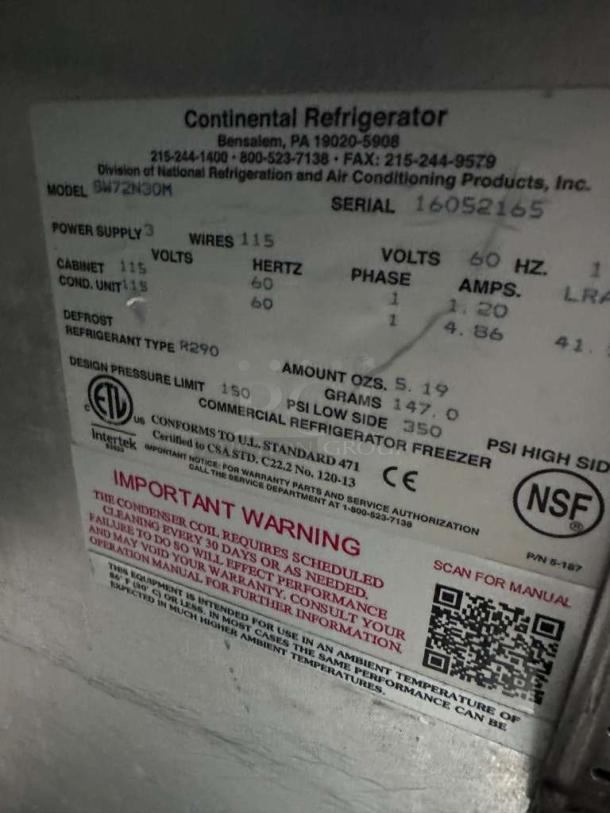 Continental Refrigerator
Bensalem, PA 19020-5908
215-244-1400 · 800-523-7138 · FAX: 215-244-9579
Division of National Refrigeration and Air Conditioning Products, Inc.
MODEL SW72N30M SERIAL 16052165
POWER SUPPLY 3 WIRES 115 VOLTS 60 HZ. 1
VOLTS HERTZ PHASE AMPS. LRA
CABINET 115 60 1 1.20
COND. UNIT 115 60 1 4.86 41.
DEFROST
REFRIGERANT TYPE R290 AMOUNT OZS. 5.19
GRAMS 147.0
DESIGN PRESSURE LIMIT 150 PSI LOW SIDE 350 PSI HIGH SID
COMMERCIAL REFRIGERATOR FREEZER
c ETL us
Intertek
CONFORMS TO U.L. STANDARD 471
Certified to CSA STD. C22.2 No. 120-13
CE
NSF®
IMPORTANT NOTICE: FOR WARRANTY PARTS AND SERVICE AUTHORIZATION
CALL THE SERVICE DEPARTMENT AT 1-800-523-7138
P/N 5-187
IMPORTANT WARNING
THE CONDENSER COIL REQUIRES SCHEDULED
CLEANING EVERY 30 DAYS OR AS NEEDED.
FAILURE TO DO SO WILL EFFECT PERFORMANCE
AND MAY VOID YOUR WARRANTY. CONSULT YOUR
OPERATION MANUAL FOR FURTHER INFORMATION.
SCAN FOR MANUAL
THIS EQUIPMENT IS INTENDED FOR USE IN AN AMBIENT TEMPERATURE OF
86° F (30° C) OR LESS. IN MOST CASES THE SAME PERFORMANCE CAN BE
EXPECTED IN MUCH HIGHER AMBIENT TEMPERATURES.